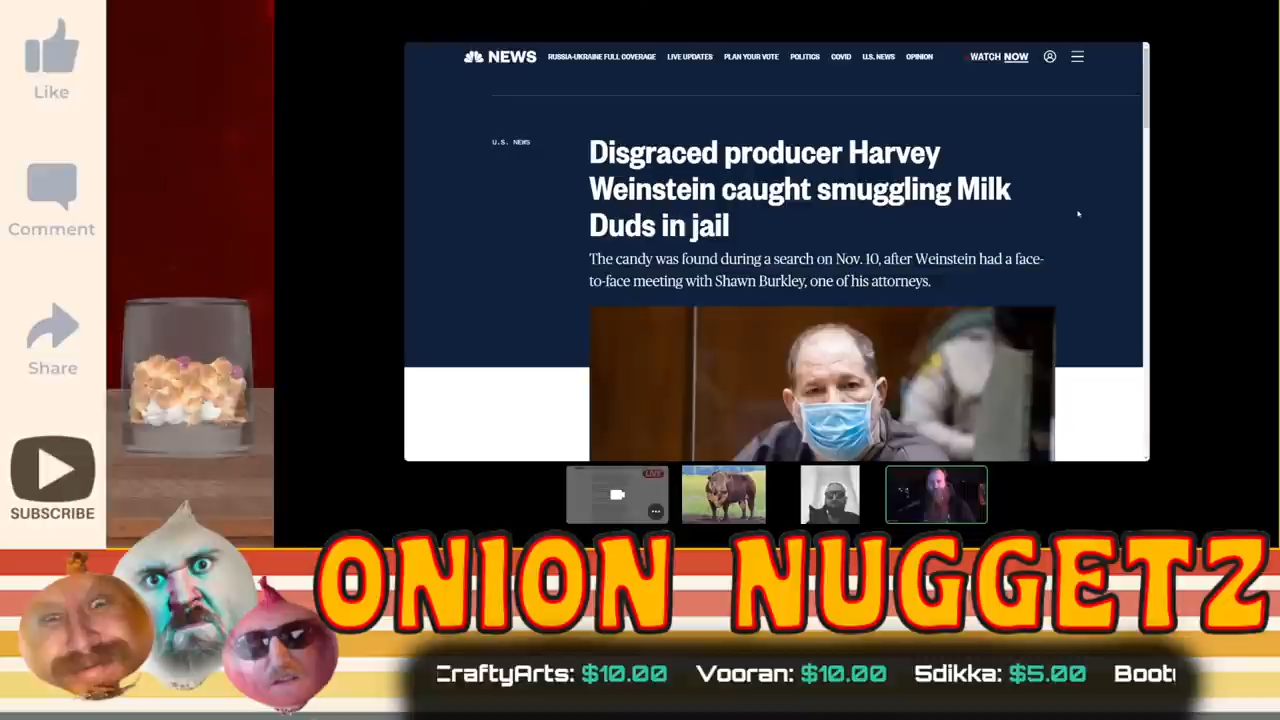 Like
Comment
Share
SUBSCRIBE
NEWS
RUSSIA-UKRAINE FULL COVERAGE
LIVE UPDATES
PLAN YOUR VOTE
POLITICS
COVID
U.S. NEWS
OPINION
WATCH NOW
U.S. NEWS
Disgraced producer Harvey
Weinstein caught smuggling Milk
Duds in jail
The candy was found during a search on Nov. 10, after Weinstein had a face-
to-face meeting with Shawn Burkley, one of his attorneys.
LIVE
ONION NUGGETZ
CraftyArts: $10.00 Vooran: $10.00 5dikka: $5.00